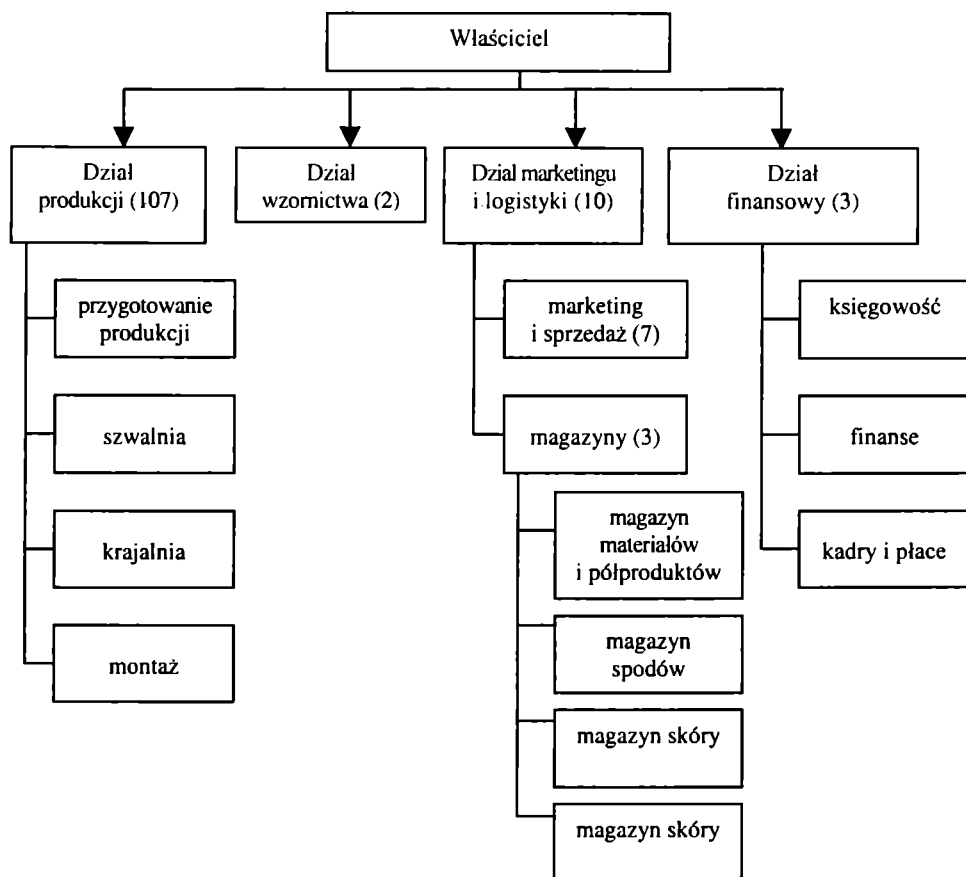 Właściciel
Dział
produkcji (107)
Dział
wzornictwa (2)
Dział marketingu
i logistyki (10)
Dział
finansowy (3)
przygotowanie
produkcji
szwalnia
krajalnia
montaż
marketing
i sprzedaż (7)
magazyny (3)
magazyn
materiałów
i półproduktów
magazyn
spodów
magazyn skóry
magazyn skóry
księgowość
finanse
kadry i płace